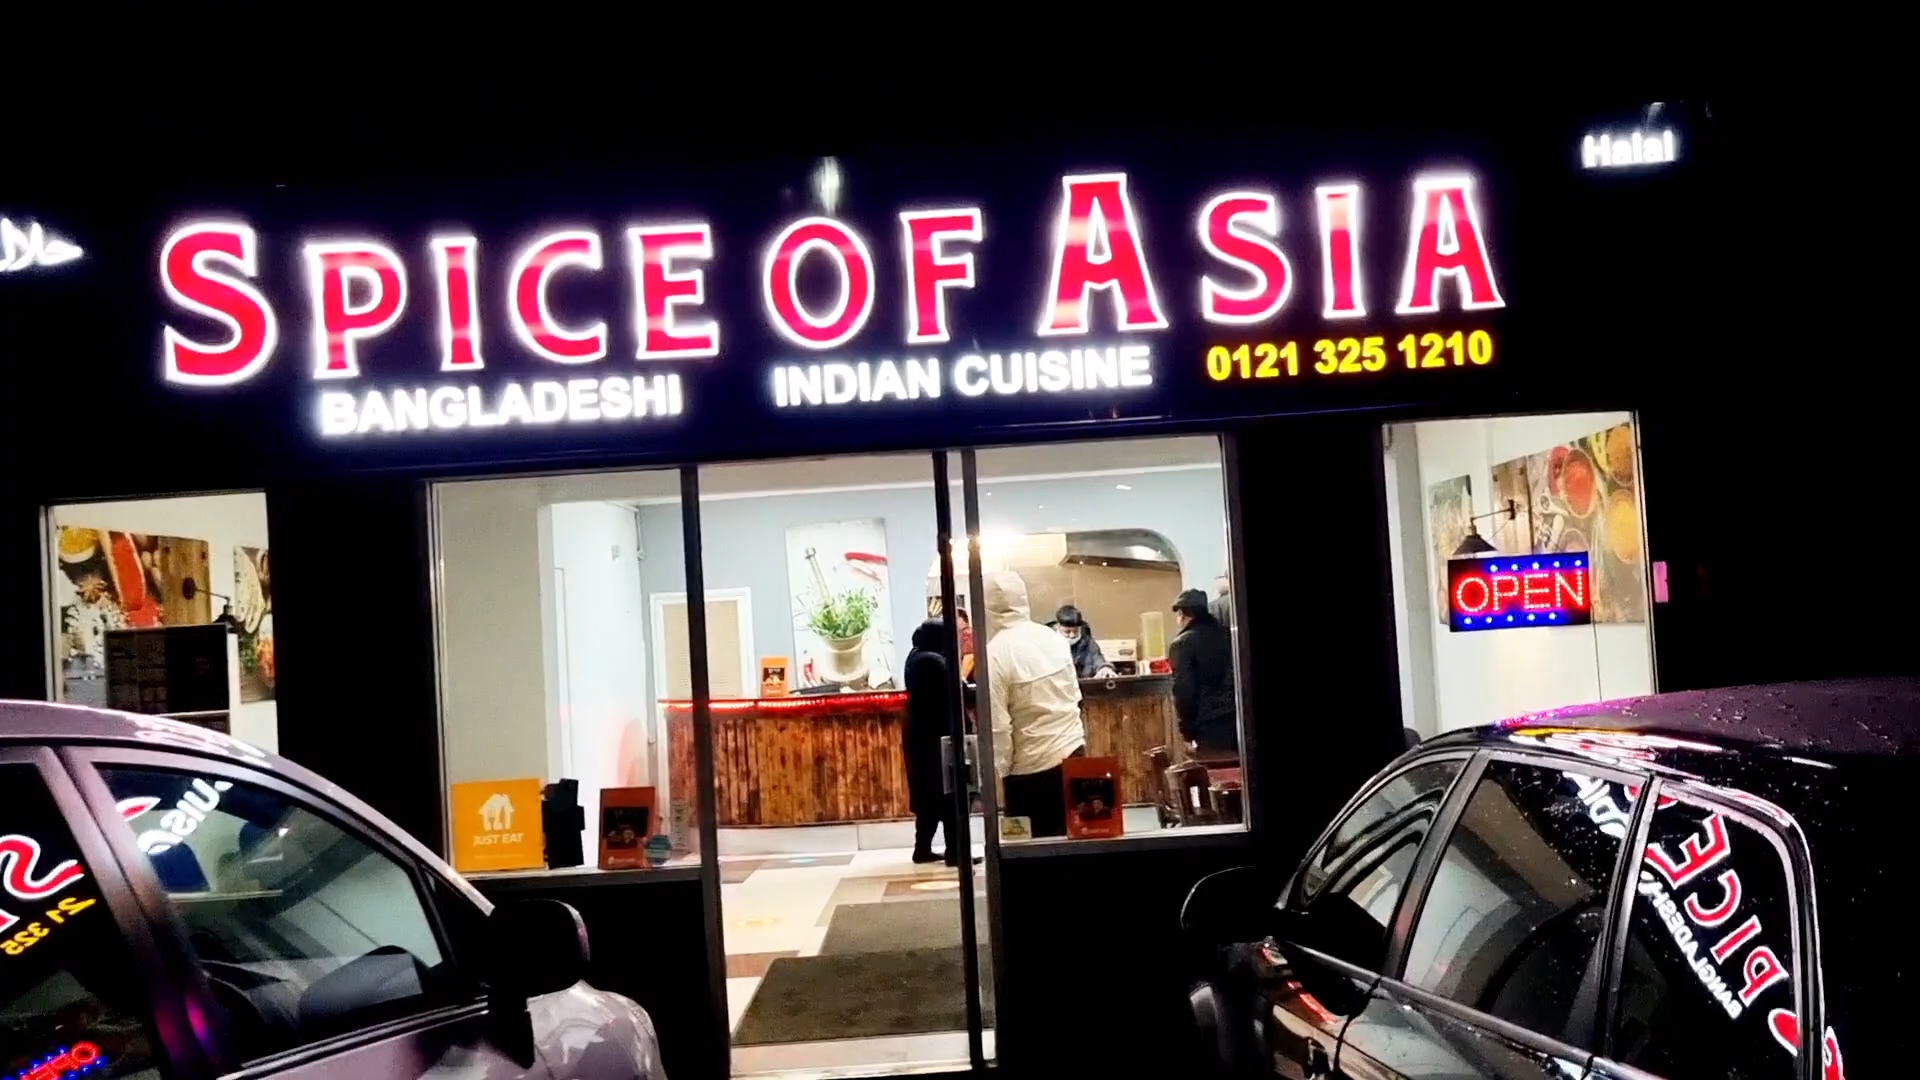 حلال
Halal
SPICE OF ASIA
BANGLADESHI INDIAN CUISINE 0121 325 1210
OPEN
JUST EAT